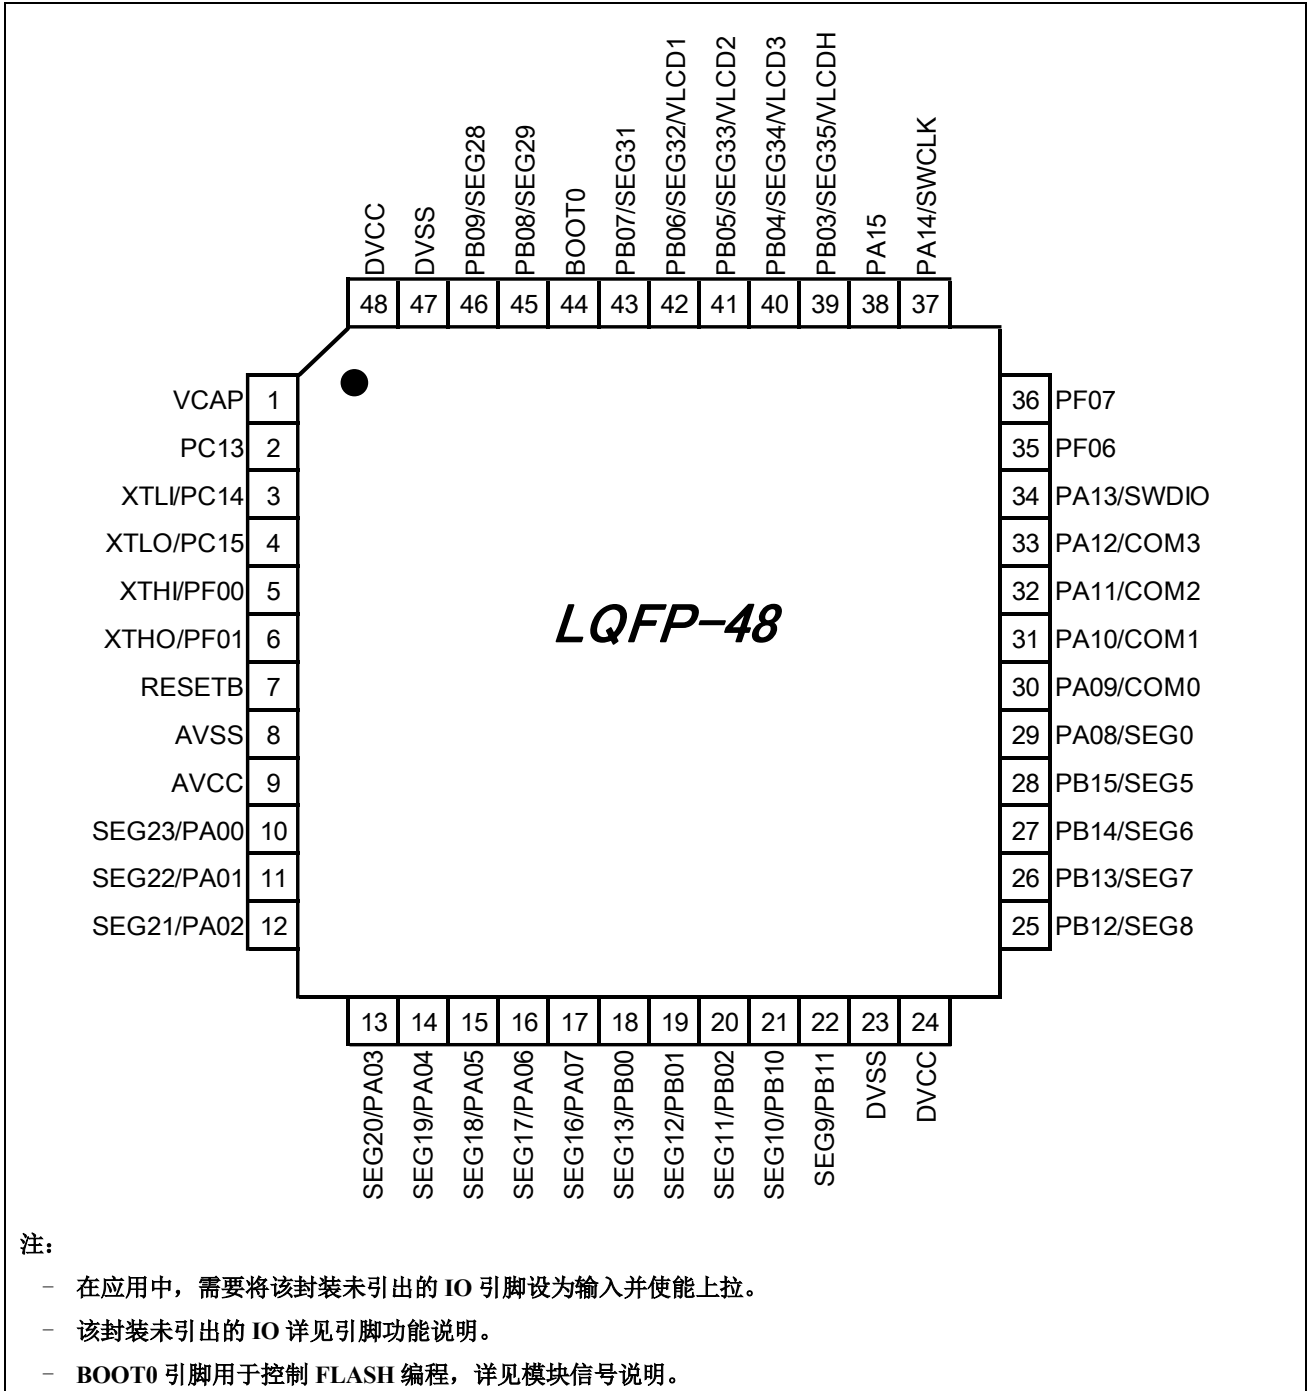 DVCC
DVSS
PB09/SEG28
PB08/SEG29
BOOT0
PB07/SEG31
PB06/SEG32/VLCD1
PB05/SEG33/VLCD2
PB04/SEG34/VLCD3
PB03/SEG35/VLCDH
PA15
PA14/SWCLK
48 47 46 45 44 43 42 41 40 39 38 37
VCAP 1
PC13 2
XTLI/PC14 3
XTLO/PC15 4
XTHI/PF00 5
XTHO/PF01 6
RESETB 7
AVSS 8
AVCC 9
SEG23/PA00 10
SEG22/PA01 11
SEG21/PA02 12
LQFP-48
36 PF07
35 PF06
34 PA13/SWDIO
33 PA12/COM3
32 PA11/COM2
31 PA10/COM1
30 PA09/COM0
29 PA08/SEG0
28 PB15/SEG5
27 PB14/SEG6
26 PB13/SEG7
25 PB12/SEG8
13 14 15 16 17 18 19 20 21 22 23 24
SEG20/PA03
SEG19/PA04
SEG18/PA05
SEG17/PA06
SEG16/PA07
SEG13/PB00
SEG12/PB01
SEG11/PB02
SEG10/PB10
SEG9/PB11
DVSS
DVCC
注：
- 在应用中，需要将该封装未引出的 IO 引脚设为输入并使能上拉。
- 该封装未引出的 IO 详见引脚功能说明。
- BOOT0 引脚用于控制 FLASH 编程，详见模块信号说明。